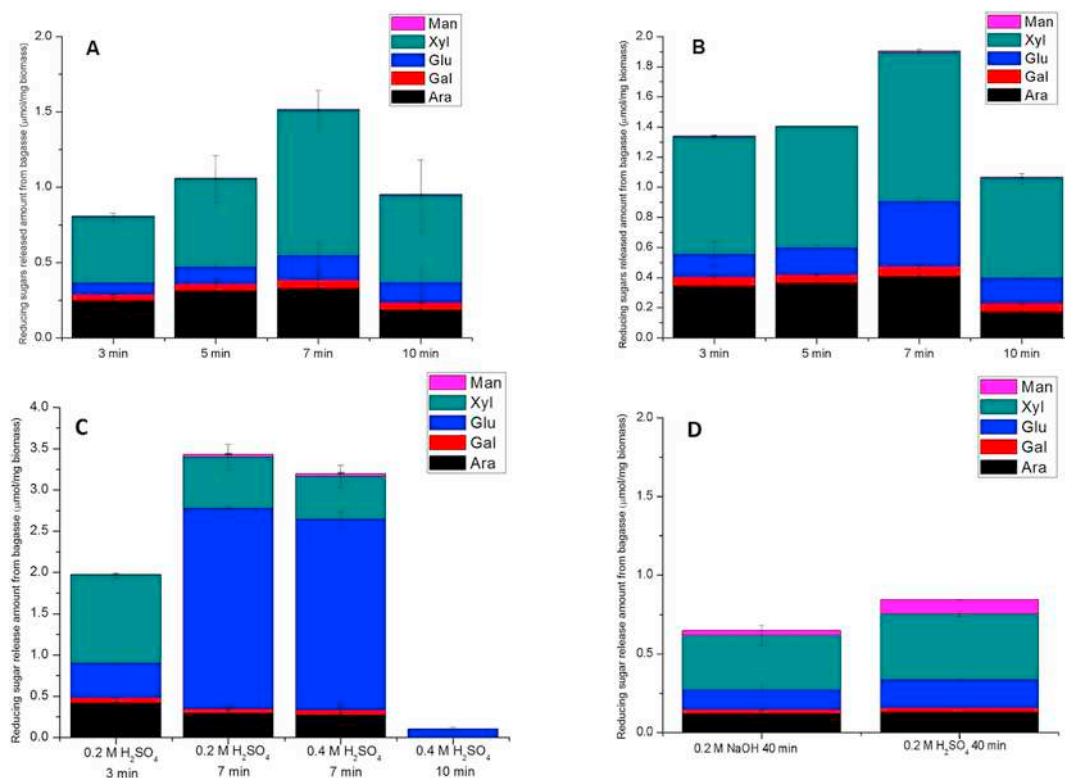 A
Man
Xyl
Glu
Gal
Ara
Reducing sugars released amount from bagasse (μmol/mg biomass)
2.0
1.5
1.0
0.5
0.0
3 min
5 min
7 min
10 min
B
Man
Xyl
Glu
Gal
Ara
Reducing sugars released amount from bagasse (μmol/mg biomass)
2.0
1.8
1.6
1.4
1.2
1.0
0.8
0.6
0.4
0.2
0.0
3 min
5 min
7 min
10 min
C
Man
Xyl
Glu
Gal
Ara
Reducing sugar release amount from bagasse (μmol/mg biomass)
4.0
3.5
3.0
2.5
2.0
1.5
1.0
0.5
0.0
0.2 M H₂SO₄
3 min
0.2 M H₂SO₄
7 min
0.4 M H₂SO₄
7 min
0.4 M H₂SO₄
10 min
D
Man
Xyl
Glu
Gal
Ara
Reducing sugar release amount from bagasse (μmol/mg biomass)
2.0
1.5
1.0
0.5
0.0
0.2 M NaOH 40 min
0.2 M H₂SO₄ 40 min